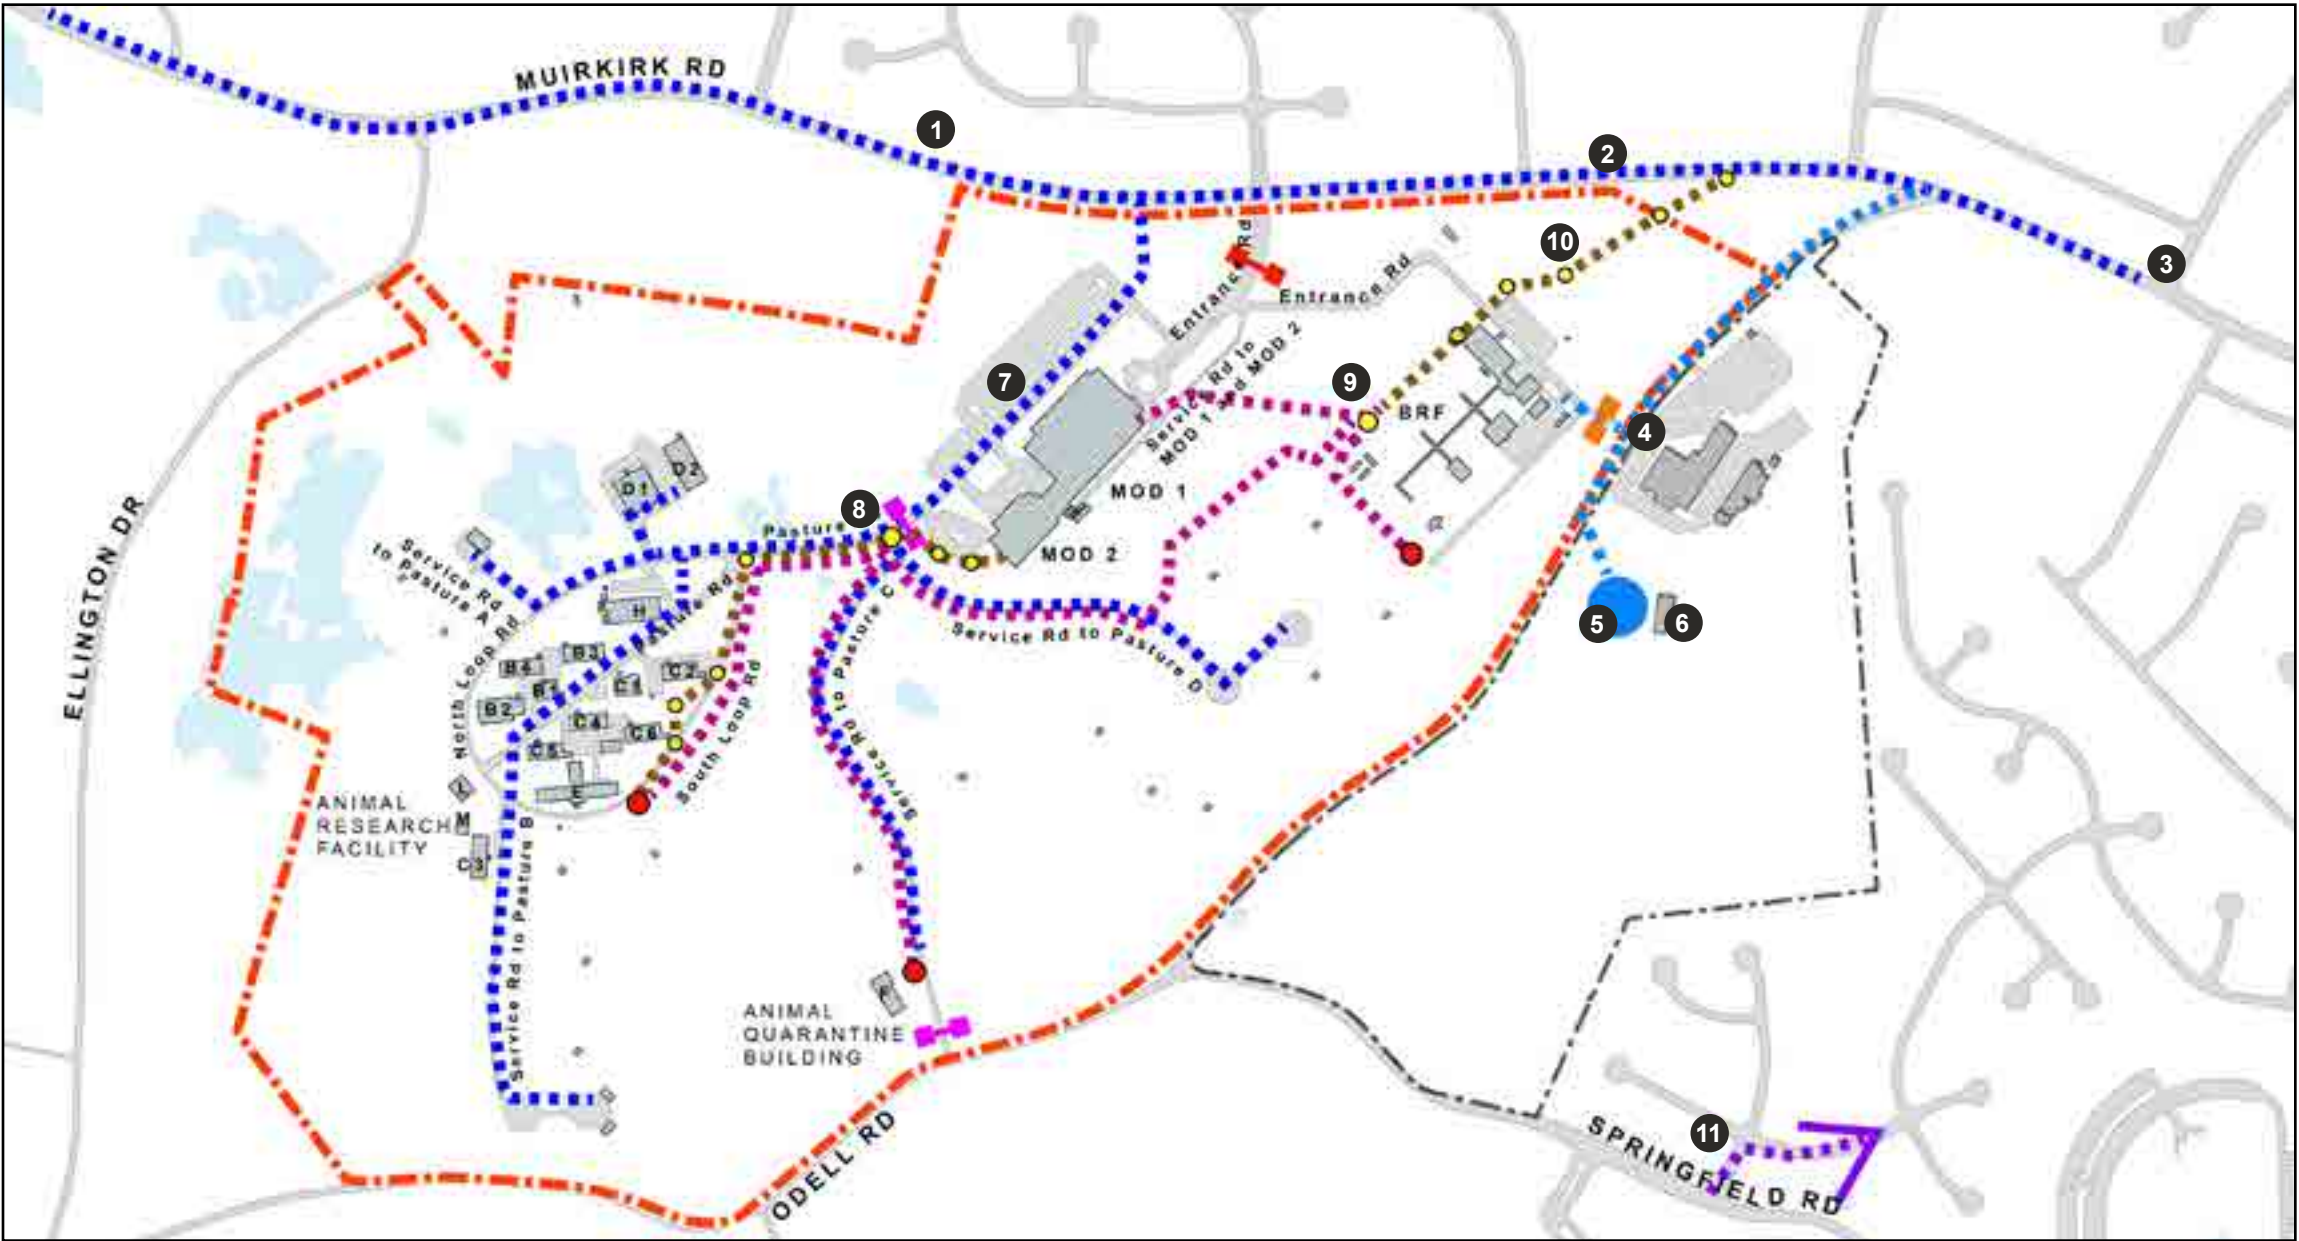 MUIRKIRK RD
1
2
3
10
Entrance Rd
Entrance Rd
Service Rd to
MOD 1 and MOD 2
7
9
BRF
4
D2
D1
MOD 1
8
Pasture
MOD 2
Service Rd
to Pasture A
ELLINGTON DR
H
Pasture Rd
5
6
Service Rd to Pasture D
North Loop Rd
B4
B3
B1
C1
C2
B2
C4
C6
C5
E
South Loop Rd
Service Rd to Pasture C
L
M
C3
ANIMAL
RESEARCH
FACILITY
Service Rd to Pasture B
ANIMAL
QUARANTINE
BUILDING
ODELL RD
11
SPRINGFIELD RD